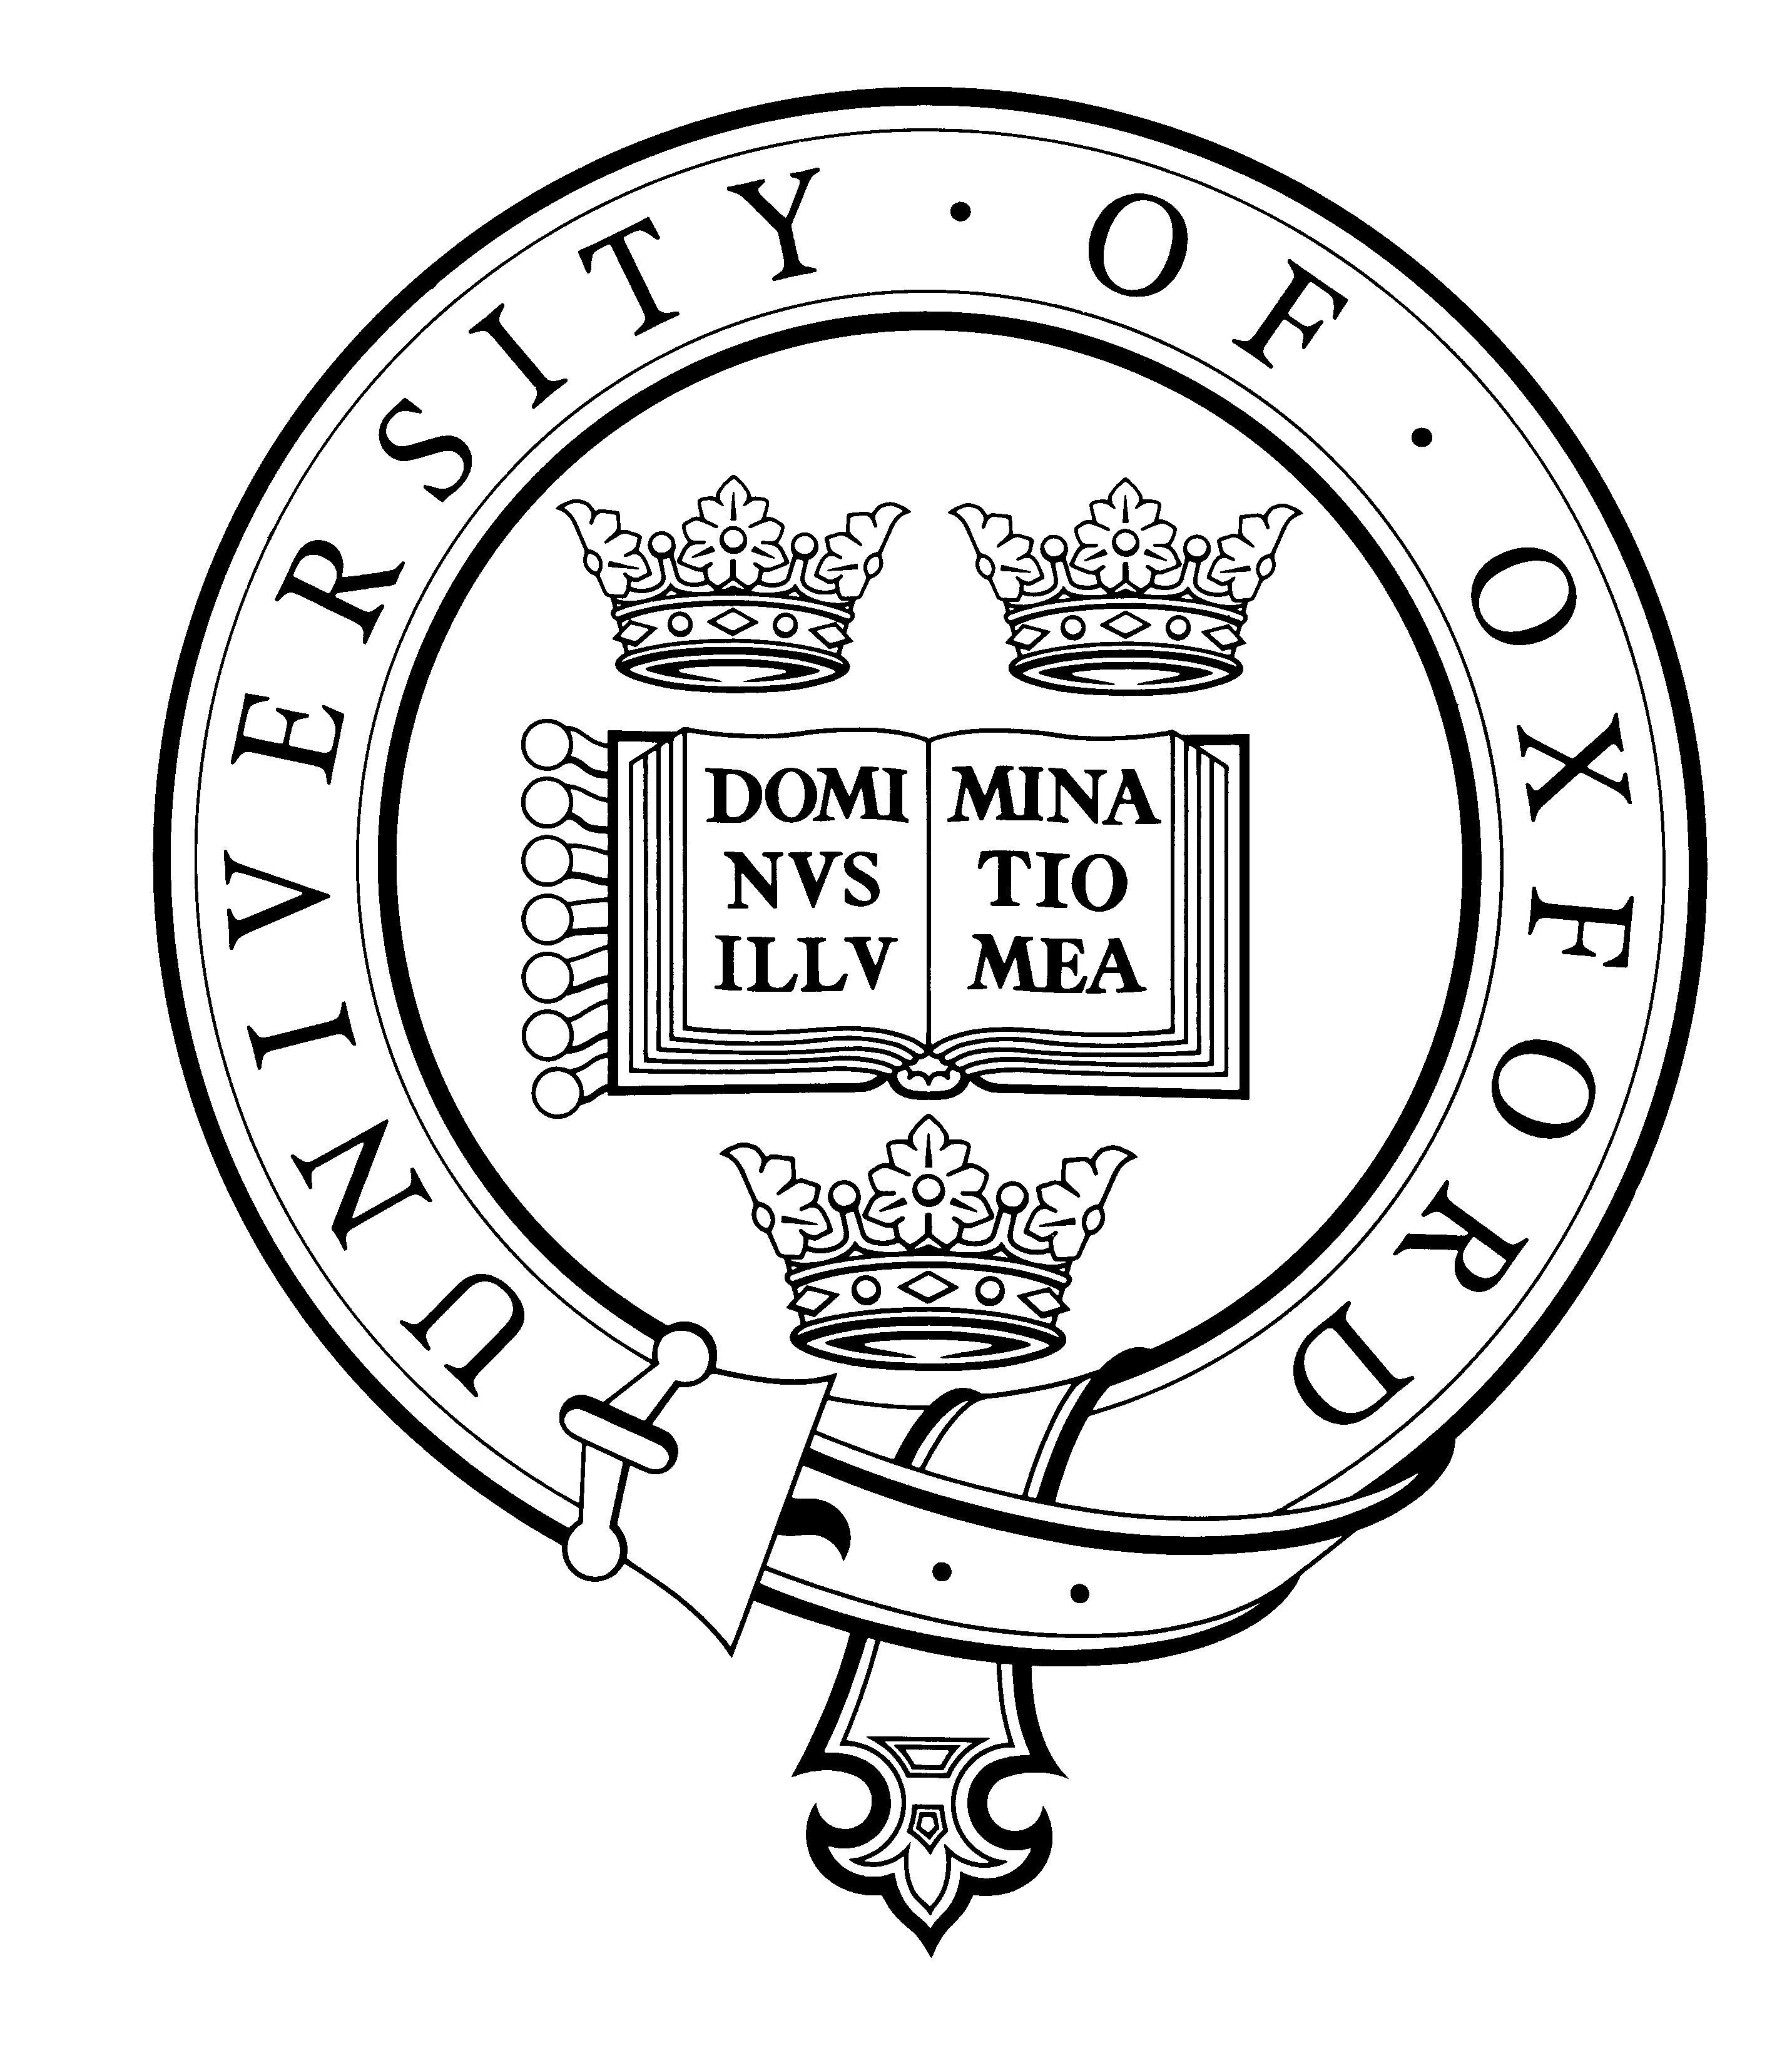 UNIVERSITY · OF · OXFORD
DOMI
NVS
ILLV
MINA
TIO
MEA